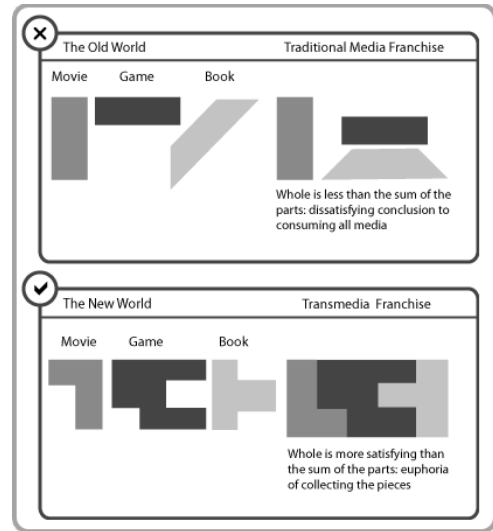 The Old World
Traditional Media Franchise
Movie
Game
Book
Whole is less than the sum of the
parts: dissatisfying conclusion to
consuming all media
The New World
Transmedia Franchise
Movie
Game
Book
Whole is more satisfying than
the sum of the parts: euphoria
of collecting the pieces